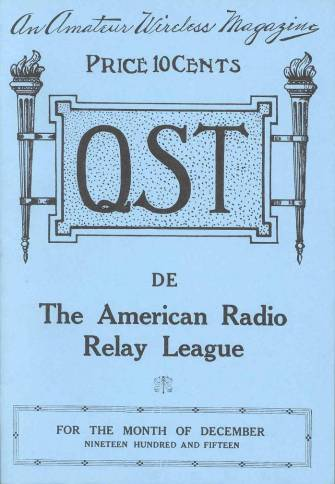 An Amateur Wireless Magazine
PRICE 10 CENTS
QST
DE
The American Radio
Relay League
FOR THE MONTH OF DECEMBER
NINETEEN HUNDRED AND FIFTEEN